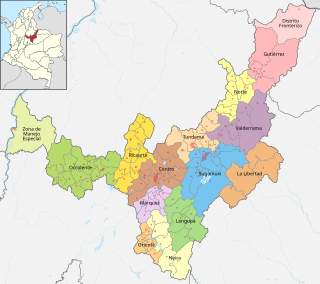 Distrito
Fronterizo
Gutiérrez
Norte
Zona de
Manejo
Especial
Valderrama
Tundama
Ricaurte
Occidente
Centro
Sugamuxi
La Libertad
Márquez
Lengupá
Oriente
Neira